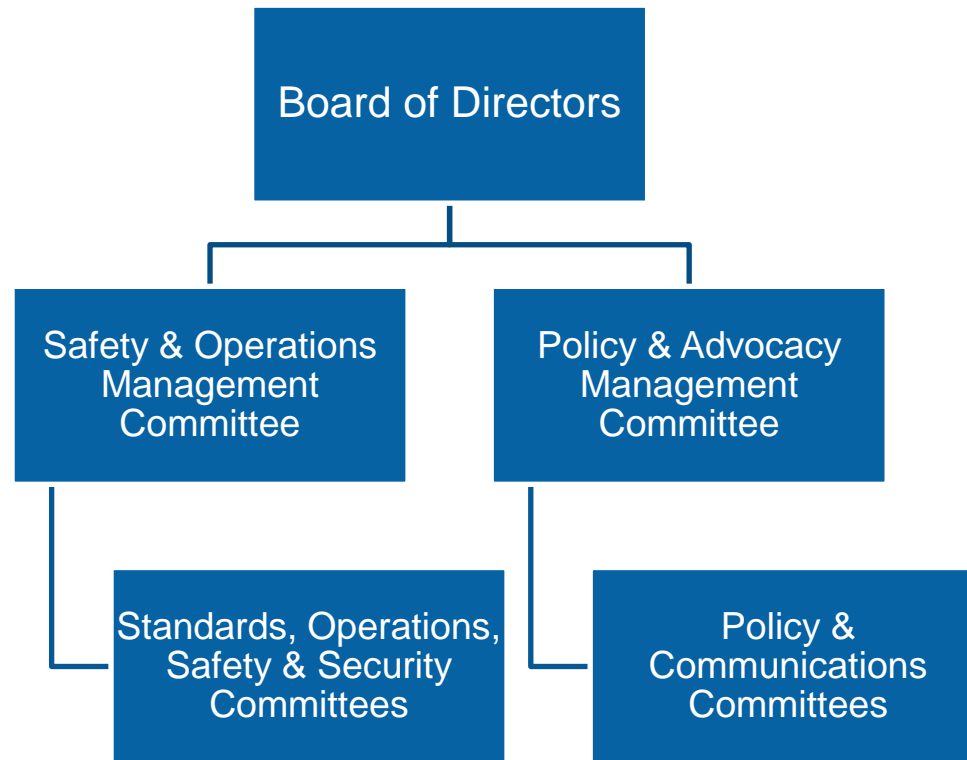 Board of Directors
Safety & Operations
Management
Committee
Policy & Advocacy
Management
Committee
Standards, Operations,
Safety & Security
Committees
Policy &
Communications
Committees